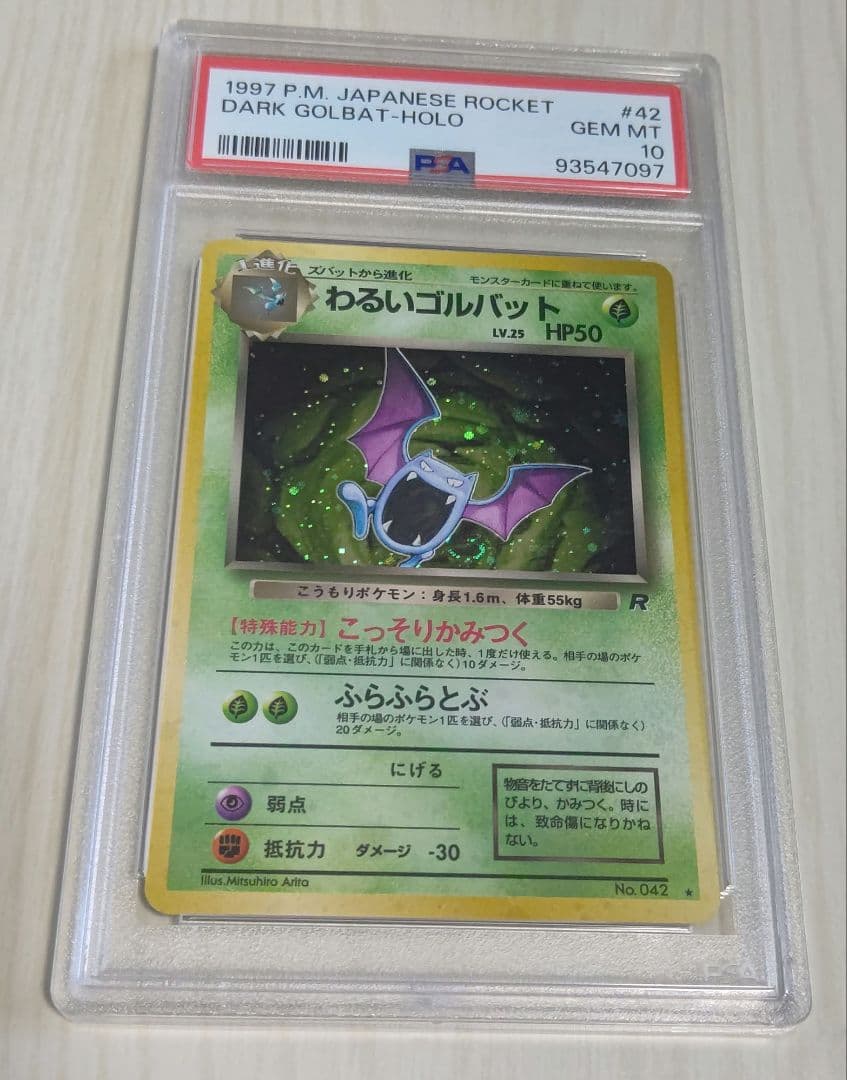 1997 P.M. JAPANESE ROCKET #42
DARK GOLBAT-HOLO GEM MT
10
PSA 93547097
1進化 ズバットから進化 モンスターカードに重ねて使います。
わるいゴルバット
LV.25 HP50
こうもりポケモン：身長1.6m、体重55kg R
【特殊能力】こっそりかみつく
この力は、このカードを手札から場に出した時、1度だけ使える。相手の場のポケ
モン1匹を選び、(「弱点・抵抗力」に関係なく)10ダメージ。
ふらふらとぶ
相手の場のポケモン1匹を選び、(「弱点・抵抗力」に関係なく)
20ダメージ。
にげる
弱点
抵抗力 ダメージ -30
物音をたてずに背後にしの
びより、かみつく。時に
は、致命傷になりかね
ない。
Illus.Mitsuhiro Arita
No. 042 ★
PSA